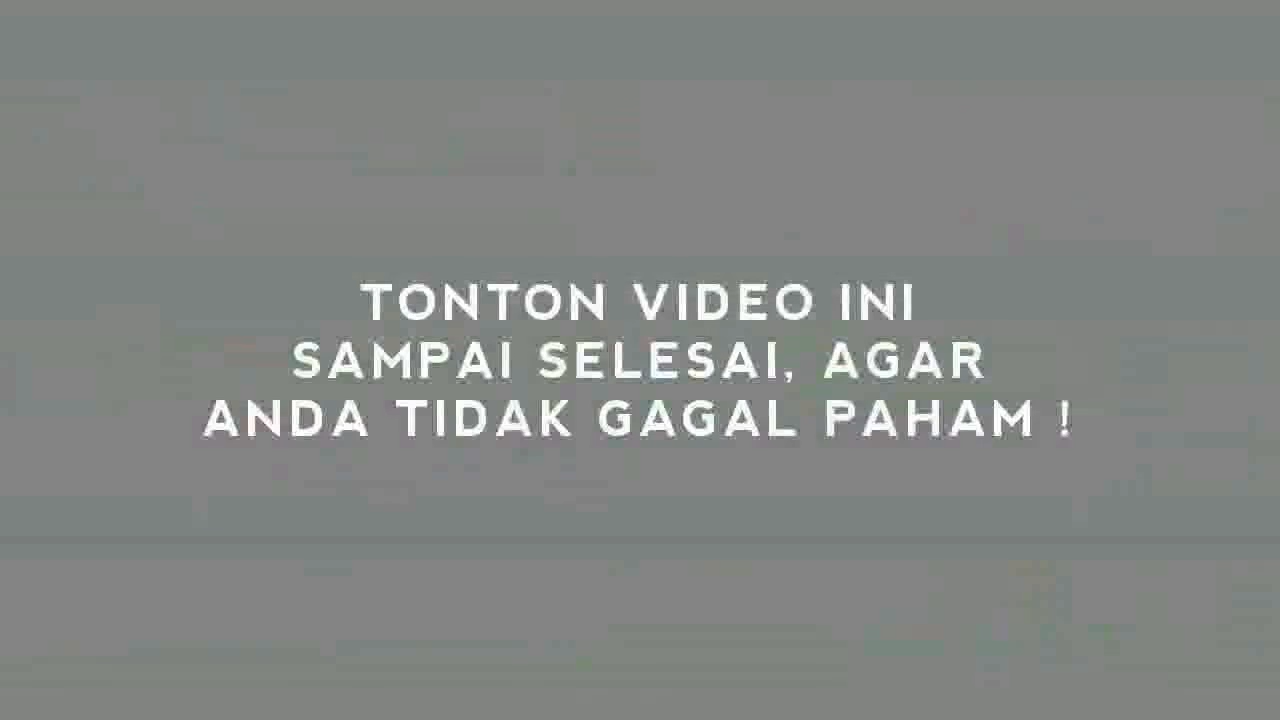 TONTON VIDEO INI
SAMPAI SELESAI, AGAR
ANDA TIDAK GAGAL PAHAM !